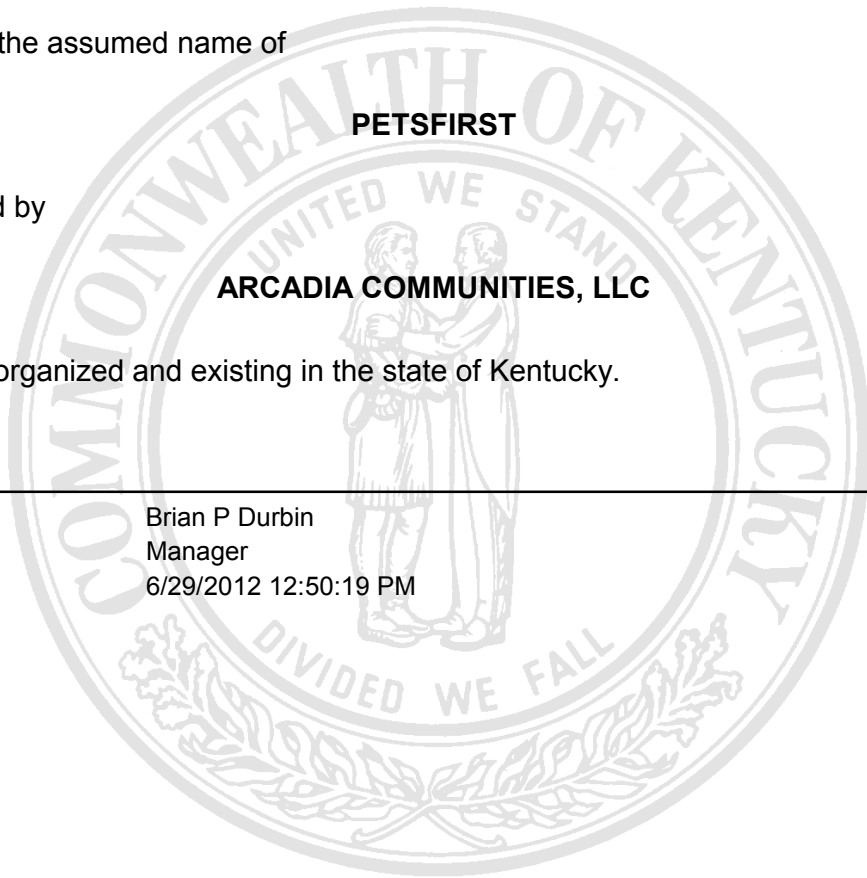 the assumed name of
PETSFIRST
d by
ARCADIA COMMUNITIES, LLC
organized and existing in the state of Kentucky.
Brian P Durbin
Manager
6/29/2012 12:50:19 PM
COMMONWEALTH OF KENTUCKY
UNITED WE STAND
DIVIDED WE FALL